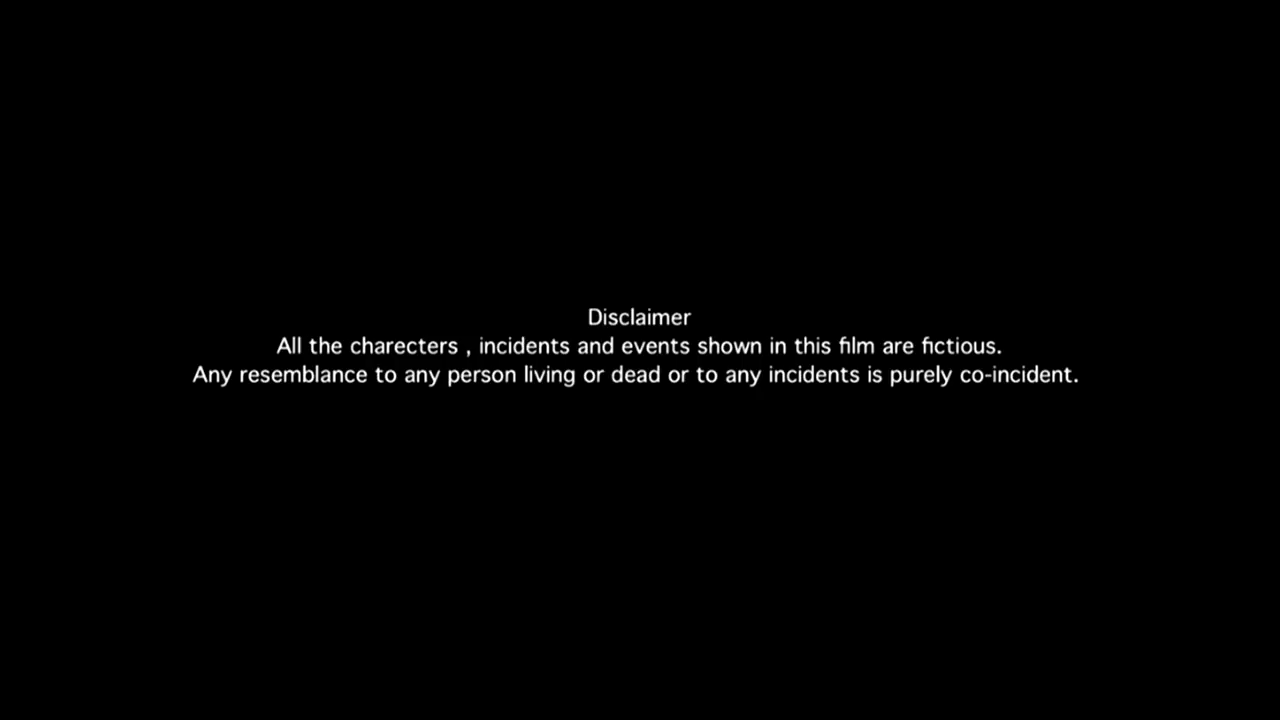 Disclaimer
All the charecters , incidents and events shown in this film are fictious.
Any resemblance to any person living or dead or to any incidents is purely co-incident.